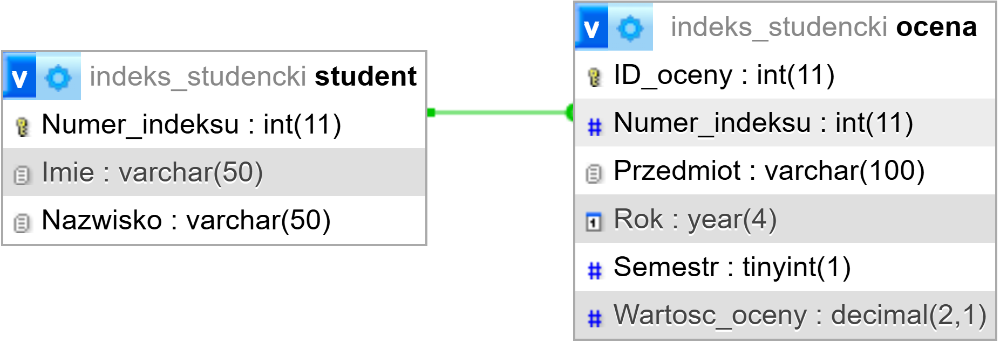 v indeks_studencki student
Numer_indeksu : int(11)
Imie : varchar(50)
Nazwisko : varchar(50)
v indeks_studencki ocena
ID_oceny : int(11)
# Numer_indeksu : int(11)
Przedmiot : varchar(100)
1 Rok : year(4)
# Semestr : tinyint(1)
# Wartosc_oceny : decimal(2,1)